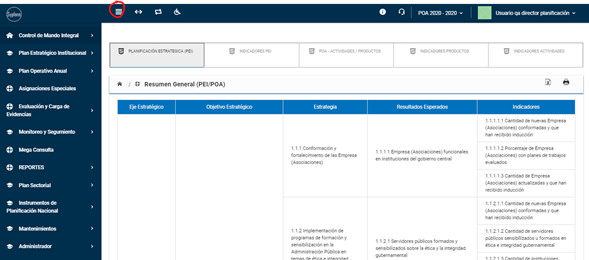 POA 2020 - 2020
Usuario qa director planificación
Control de Mando Integral
Plan Estratégico Institucional
Plan Operativo Anual
Asignaciones Especiales
Evaluación y Carga de
Evidencias
Monitoreo y Seguimiento
Mega Consulta
REPORTES
Plan Sectorial
Instrumentos de
Planificación Nacional
Mantenimientos
Administrador
PLANIFICACIÓN ESTRATEGICA (PEI)
INDICADORES PEI
POA - ACTIVIDADES / PRODUCTOS
INDICADORES PRODUCTOS
INDICADORES ACTIVIDADES
/ Resumen General (PEI/POA)
Eje Estratégico
Objetivo Estratégico
Estrategia
Resultados Esperados
Indicadores
1.1.1 Conformación y
fortalecimiento de las Empresa
(Asociaciones)
1.1.1.1 Empresa (Asociaciones) funcionales
en instituciones del gobierno central
1.1.1.1.1 Cantidad de nuevas Empresa
(Asociaciones) conformadas y que
han recibido inducción
1.1.1.1.2 Porcentaje de Empresa
(Asociaciones) con planes de trabajos
evaluados
1.1.1.1.3 Cantidad de Empresa
(Asociaciones) actualizadas y que han
recibido inducción
1.1.2 Implementación de
programas de formación y
sensibilización en la
Administración Pública en
temas de ética e integridad
1.1.2.1 Servidores públicos formados y
sensibilizados sobre la ética y la integridad
gubernamental
1.1.2.1.1 Cantidad de nuevas Empresa
(Asociaciones) conformadas y que
han recibido inducción
1.1.2.1.2 Cantidad de servidores
públicos sensibilizados u formados en
ética e integridad gubernamental
1.1.2.1.3 Cantidad de instituciones